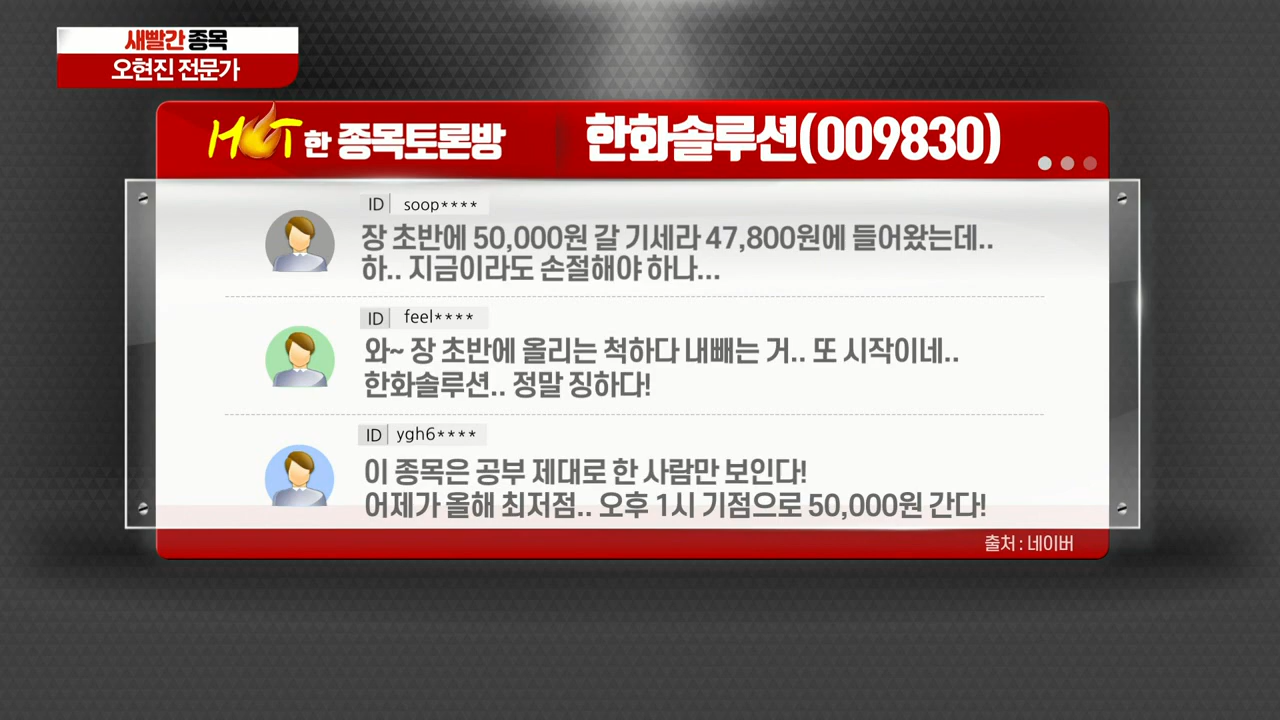 새빨간 종목
오현진 전문가
HOT한 종목토론방
한화솔루션(009830)
ID soop****
장 초반에 50,000원 갈 기세라 47,800원에 들어왔는데..
하.. 지금이라도 손절해야 하나...
ID feel****
와~ 장 초반에 올리는 척하다 내빼는 거.. 또 시작이네..
한화솔루션.. 정말 징하다!
ID ygh6****
이 종목은 공부 제대로 한 사람만 보인다!
어제가 올해 최저점.. 오후 1시 기점으로 50,000원 간다!
출처 : 네이버